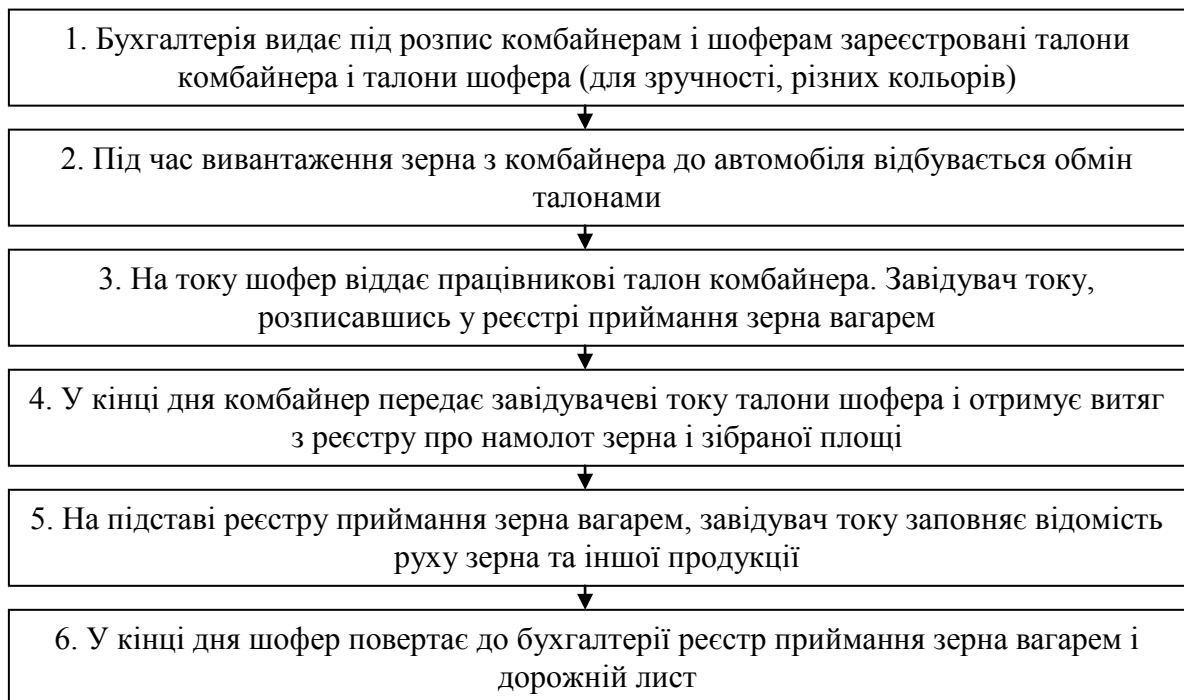 1. Бухгалтерія видає під розпис комбайнерам і шоферам зареєстровані талони
комбайнера і талони шофера (для зручності, різних кольорів)
2. Під час вивантаження зерна з комбайнера до автомобіля відбувається обмін
талонами
3. На току шофер віддає працівникові талон комбайнера. Завідувач току,
розписавшись у реєстрі приймання зерна вагарем
4. У кінці дня комбайнер передає завідувачеві току талони шофера і отримує витяг
з реєстру про намолот зерна і зібраної площі
5. На підставі реєстру приймання зерна вагарем, завідувач току заповняє відомість
руху зерна та іншої продукції
6. У кінці дня шофер повертає до бухгалтерії реєстр приймання зерна вагарем і
дорожній лист